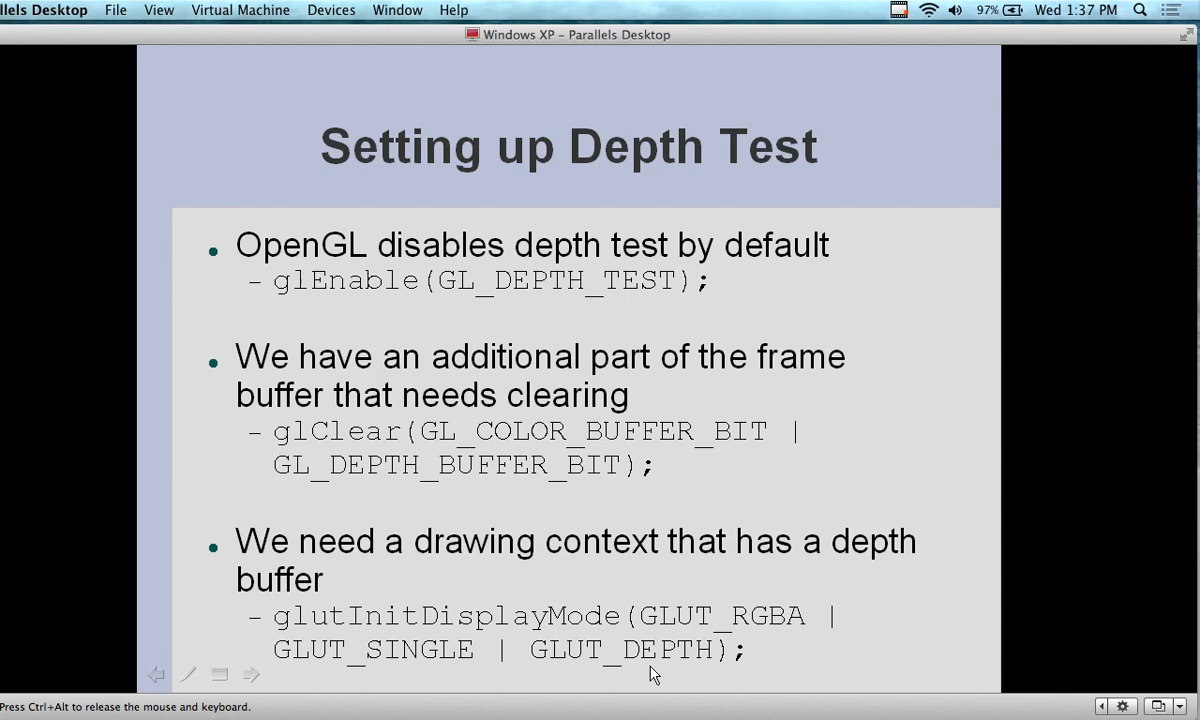 llels Desktop File View Virtual Machine Devices Window Help 97% Wed 1:37 PM
Windows XP - Parallels Desktop
Setting up Depth Test
• OpenGL disables depth test by default
– glEnable(GL_DEPTH_TEST);
• We have an additional part of the frame
buffer that needs clearing
– glClear(GL_COLOR_BUFFER_BIT |
GL_DEPTH_BUFFER_BIT);
• We need a drawing context that has a depth
buffer
– glutInitDisplayMode(GLUT_RGBA |
GLUT_SINGLE | GLUT_DEPTH);
Press Ctrl+Alt to release the mouse and keyboard.